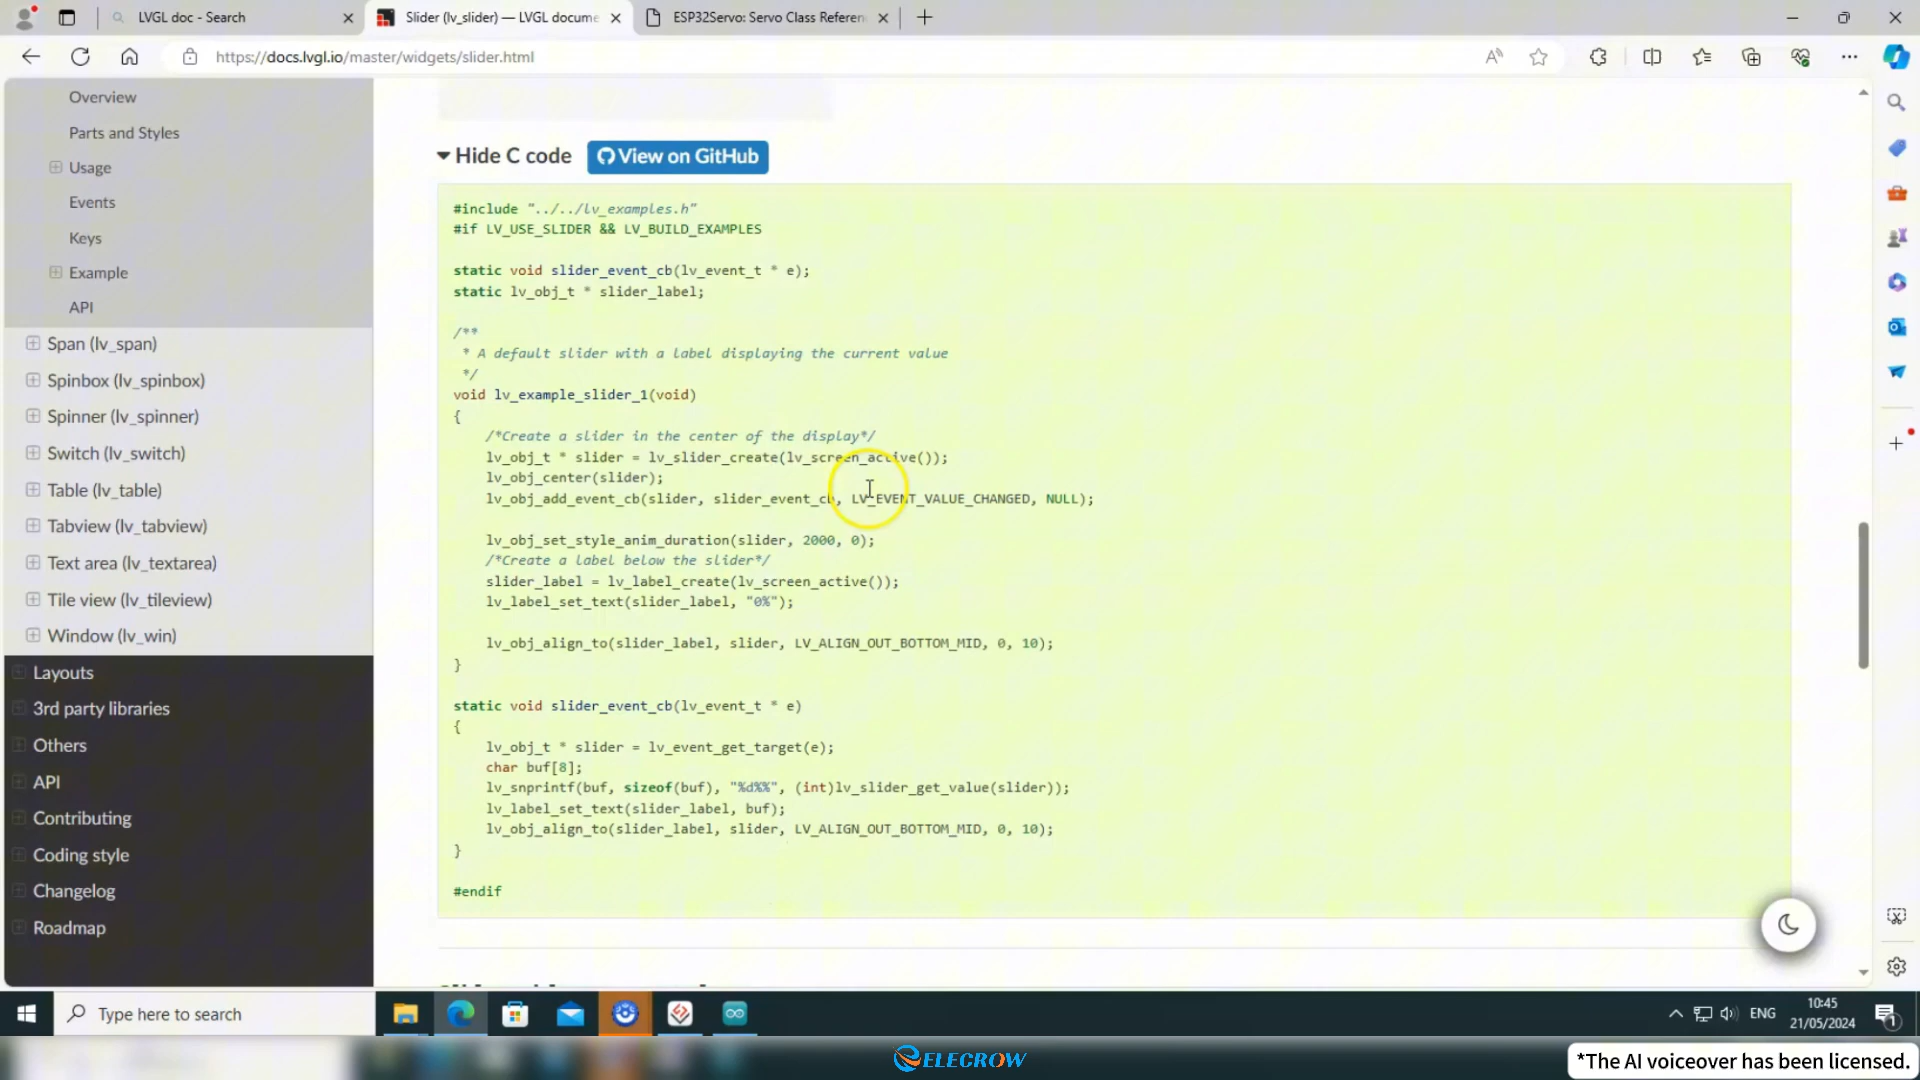 LVGL doc - Search
Slider (lv_slider) — LVGL docume
ESP32Servo: Servo Class Referen
https://docs.lvgl.io/master/widgets/slider.html
Overview
Parts and Styles
Usage
Events
Keys
Example
API
Span (lv_span)
Spinbox (lv_spinbox)
Spinner (lv_spinner)
Switch (lv_switch)
Table (lv_table)
Tabview (lv_tabview)
Text area (lv_textarea)
Tile view (lv_tileview)
Window (lv_win)
Layouts
3rd party libraries
Others
API
Contributing
Coding style
Changelog
Roadmap
Hide C code
View on GitHub
#include "../../lv_examples.h"
#if LV_USE_SLIDER && LV_BUILD_EXAMPLES
static void slider_event_cb(lv_event_t * e);
static lv_obj_t * slider_label;
/**
* A default slider with a label displaying the current value
*/
void lv_example_slider_1(void)
{
/*Create a slider in the center of the display*/
lv_obj_t * slider = lv_slider_create(lv_screen_active());
lv_obj_center(slider);
lv_obj_add_event_cb(slider, slider_event_cb, LV_EVENT_VALUE_CHANGED, NULL);
lv_obj_set_style_anim_duration(slider, 2000, 0);
/*Create a label below the slider*/
slider_label = lv_label_create(lv_screen_active());
lv_label_set_text(slider_label, "0%");
lv_obj_align_to(slider_label, slider, LV_ALIGN_OUT_BOTTOM_MID, 0, 10);
}
static void slider_event_cb(lv_event_t * e)
{
lv_obj_t * slider = lv_event_get_target(e);
char buf[8];
lv_snprintf(buf, sizeof(buf), "%d%%", (int)lv_slider_get_value(slider));
lv_label_set_text(slider_label, buf);
lv_obj_align_to(slider_label, slider, LV_ALIGN_OUT_BOTTOM_MID, 0, 10);
}
#endif
Type here to search
ENG
10:45
21/05/2024
1
ELECROW
*The AI voiceover has been licensed.